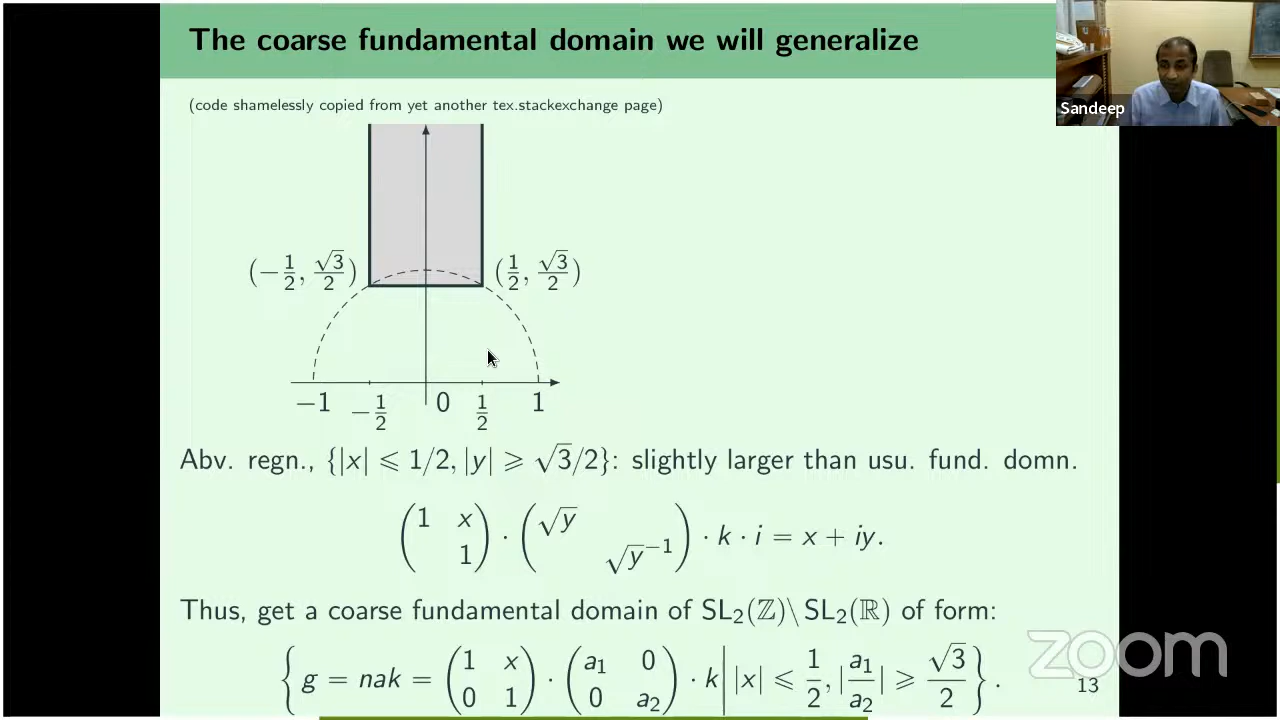 The coarse fundamental domain we will generalize
Sandeep
(code shamelessly copied from yet another tex.stackexchange page)
(−1/2, √3/2) (1/2, √3/2)
−1 −1/2 0 1/2 1
Abv. regn., {|x| ⩽ 1/2, |y| ⩾ √3/2}: slightly larger than usu. fund. domn.
(1 x; 1) · (√y; √y⁻¹) · k · i = x + iy.
Thus, get a coarse fundamental domain of SL₂(ℤ)\SL₂(ℝ) of form:
{g = nak = (1 x; 0 1) · (a₁ 0; 0 a₂) · k | |x| ⩽ 1/2, |a₁/a₂| ⩾ √3/2}.
zoom
13